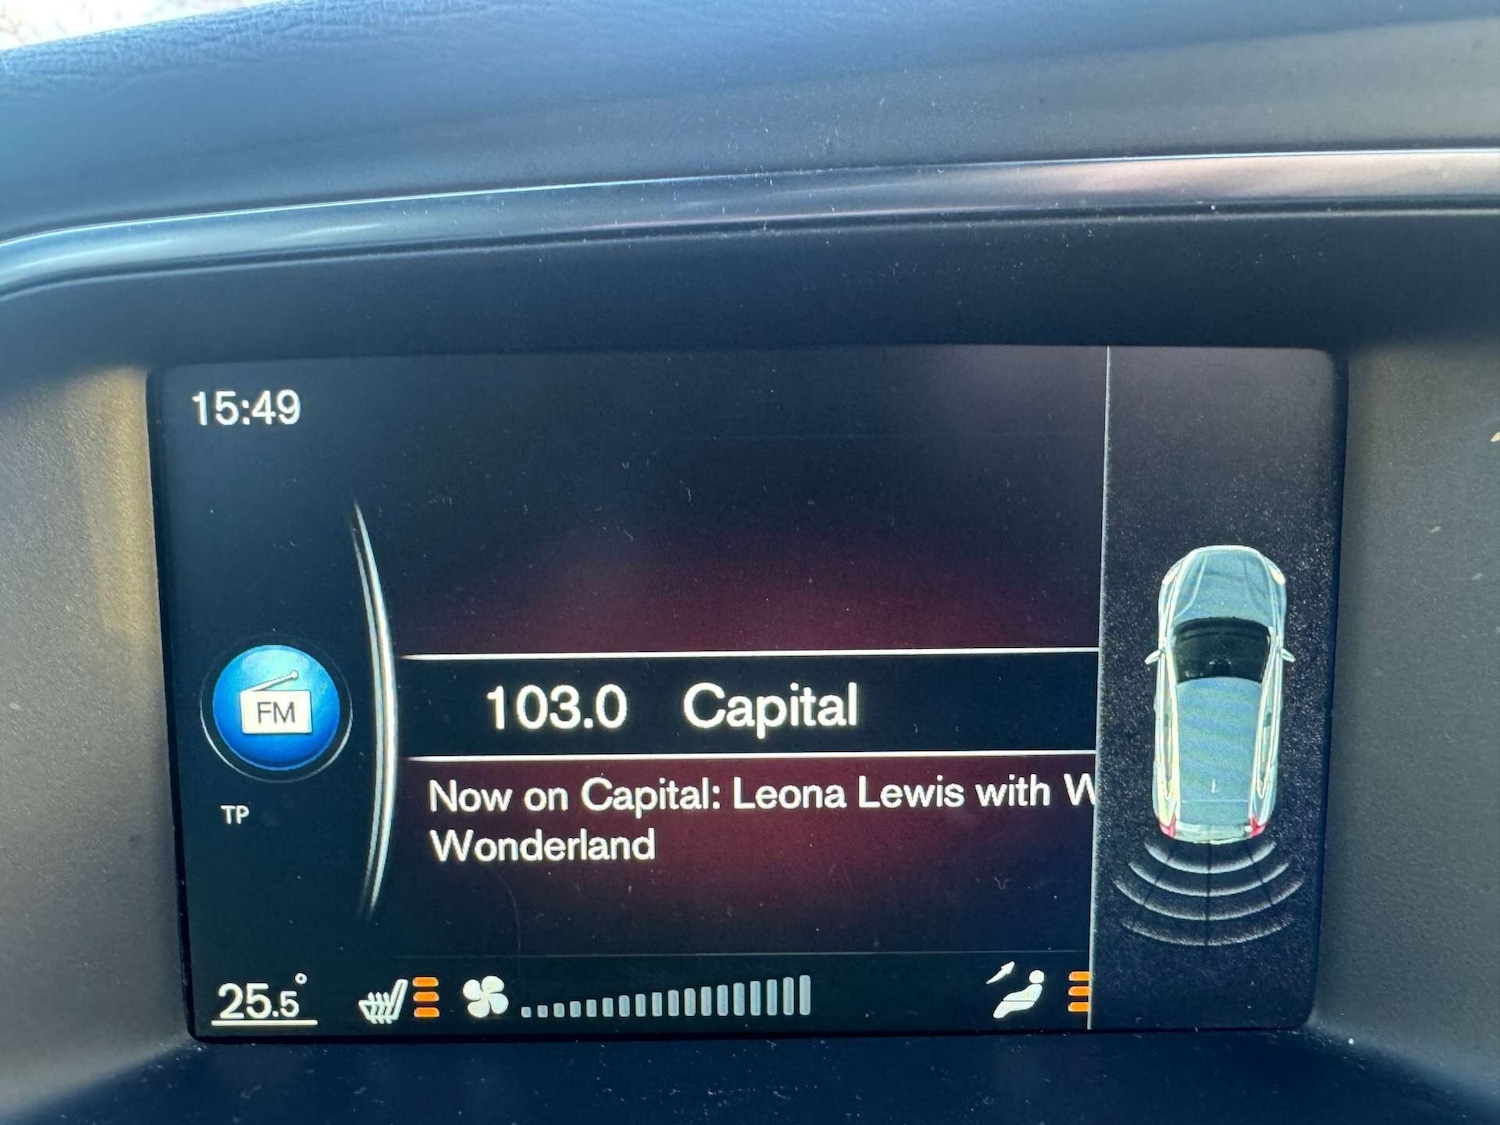 15:49
FM
103.0 Capital
TP
Now on Capital: Leona Lewis with
Wonderland
25.5°